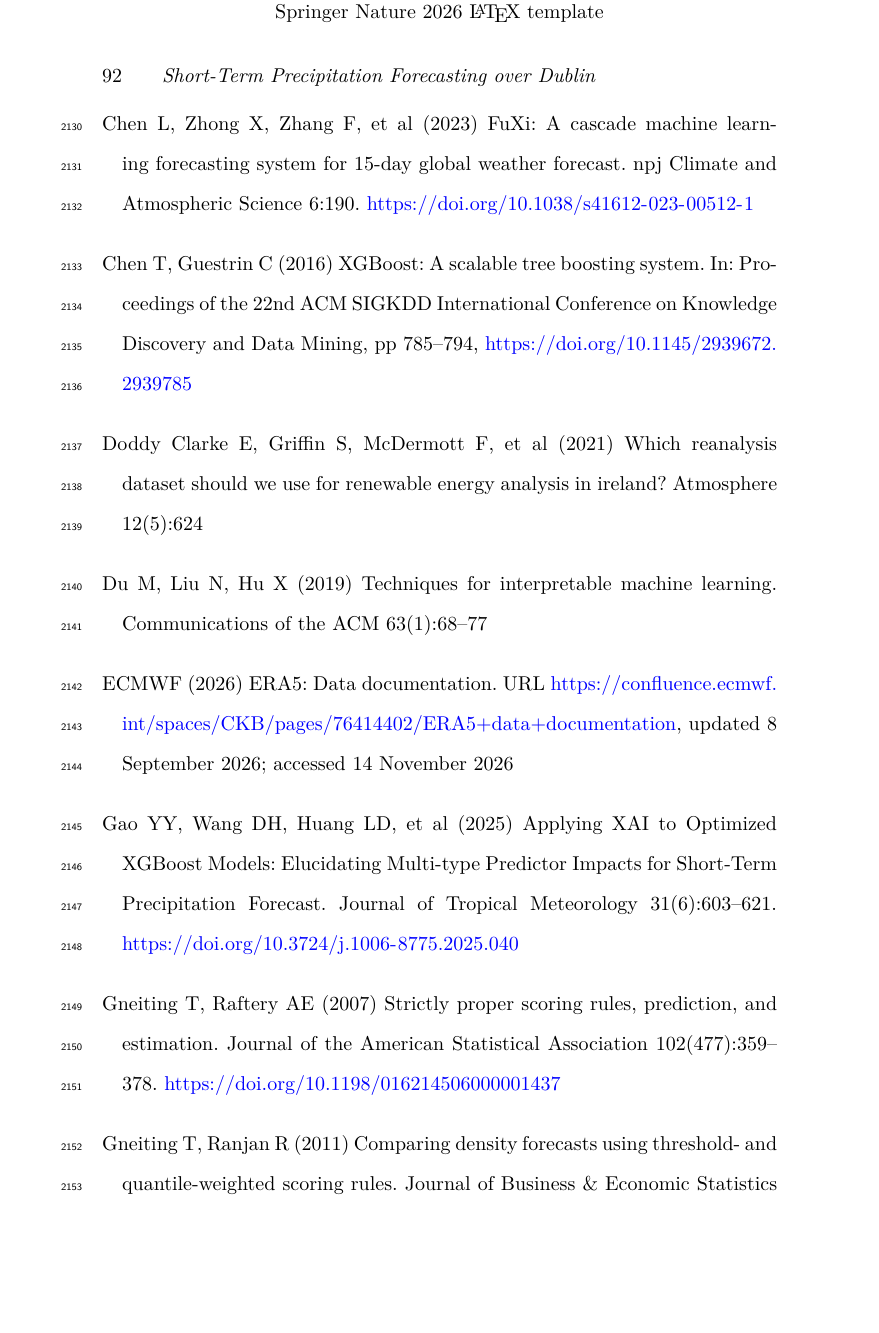 Springer Nature 2026 LATEX template
92 Short-Term Precipitation Forecasting over Dublin
2130 Chen L, Zhong X, Zhang F, et al (2023) FuXi: A cascade machine learn-
2131 ing forecasting system for 15-day global weather forecast. npj Climate and
2132 Atmospheric Science 6:190. https://doi.org/10.1038/s41612-023-00512-1
2133 Chen T, Guestrin C (2016) XGBoost: A scalable tree boosting system. In: Pro-
2134 ceedings of the 22nd ACM SIGKDD International Conference on Knowledge
2135 Discovery and Data Mining, pp 785–794, https://doi.org/10.1145/2939672.
2136 2939785
2137 Doddy Clarke E, Griffin S, McDermott F, et al (2021) Which reanalysis
2138 dataset should we use for renewable energy analysis in ireland? Atmosphere
2139 12(5):624
2140 Du M, Liu N, Hu X (2019) Techniques for interpretable machine learning.
2141 Communications of the ACM 63(1):68–77
2142 ECMWF (2026) ERA5: Data documentation. URL https://confluence.ecmwf.
2143 int/spaces/CKB/pages/76414402/ERA5+data+documentation, updated 8
2144 September 2026; accessed 14 November 2026
2145 Gao YY, Wang DH, Huang LD, et al (2025) Applying XAI to Optimized
2146 XGBoost Models: Elucidating Multi-type Predictor Impacts for Short-Term
2147 Precipitation Forecast. Journal of Tropical Meteorology 31(6):603–621.
2148 https://doi.org/10.3724/j.1006-8775.2025.040
2149 Gneiting T, Raftery AE (2007) Strictly proper scoring rules, prediction, and
2150 estimation. Journal of the American Statistical Association 102(477):359–
2151 378. https://doi.org/10.1198/016214506000001437
2152 Gneiting T, Ranjan R (2011) Comparing density forecasts using threshold- and
2153 quantile-weighted scoring rules. Journal of Business & Economic Statistics